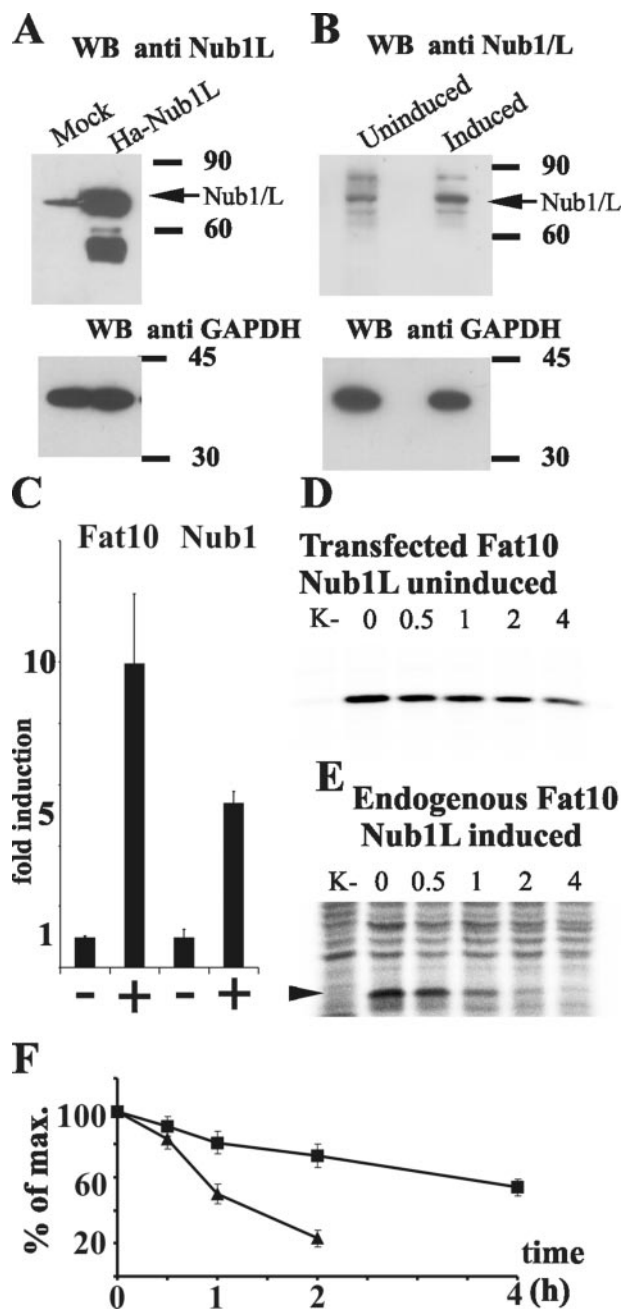 A
WB anti Nub1L
Mock
Ha-Nub1L
90
Nub1/L
60
WB anti GAPDH
45
30
B
WB anti Nub1/L
Uninduced
Induced
90
Nub1/L
60
WB anti GAPDH
45
30
C
Fat10 Nub1
fold induction
10
5
1
- + - +
D
Transfected Fat10
Nub1L uninduced
K- 0 0.5 1 2 4
E
Endogenous Fat10
Nub1L induced
K- 0 0.5 1 2 4
F
% of max.
100
60
20
time
0 1 2 4 (h)